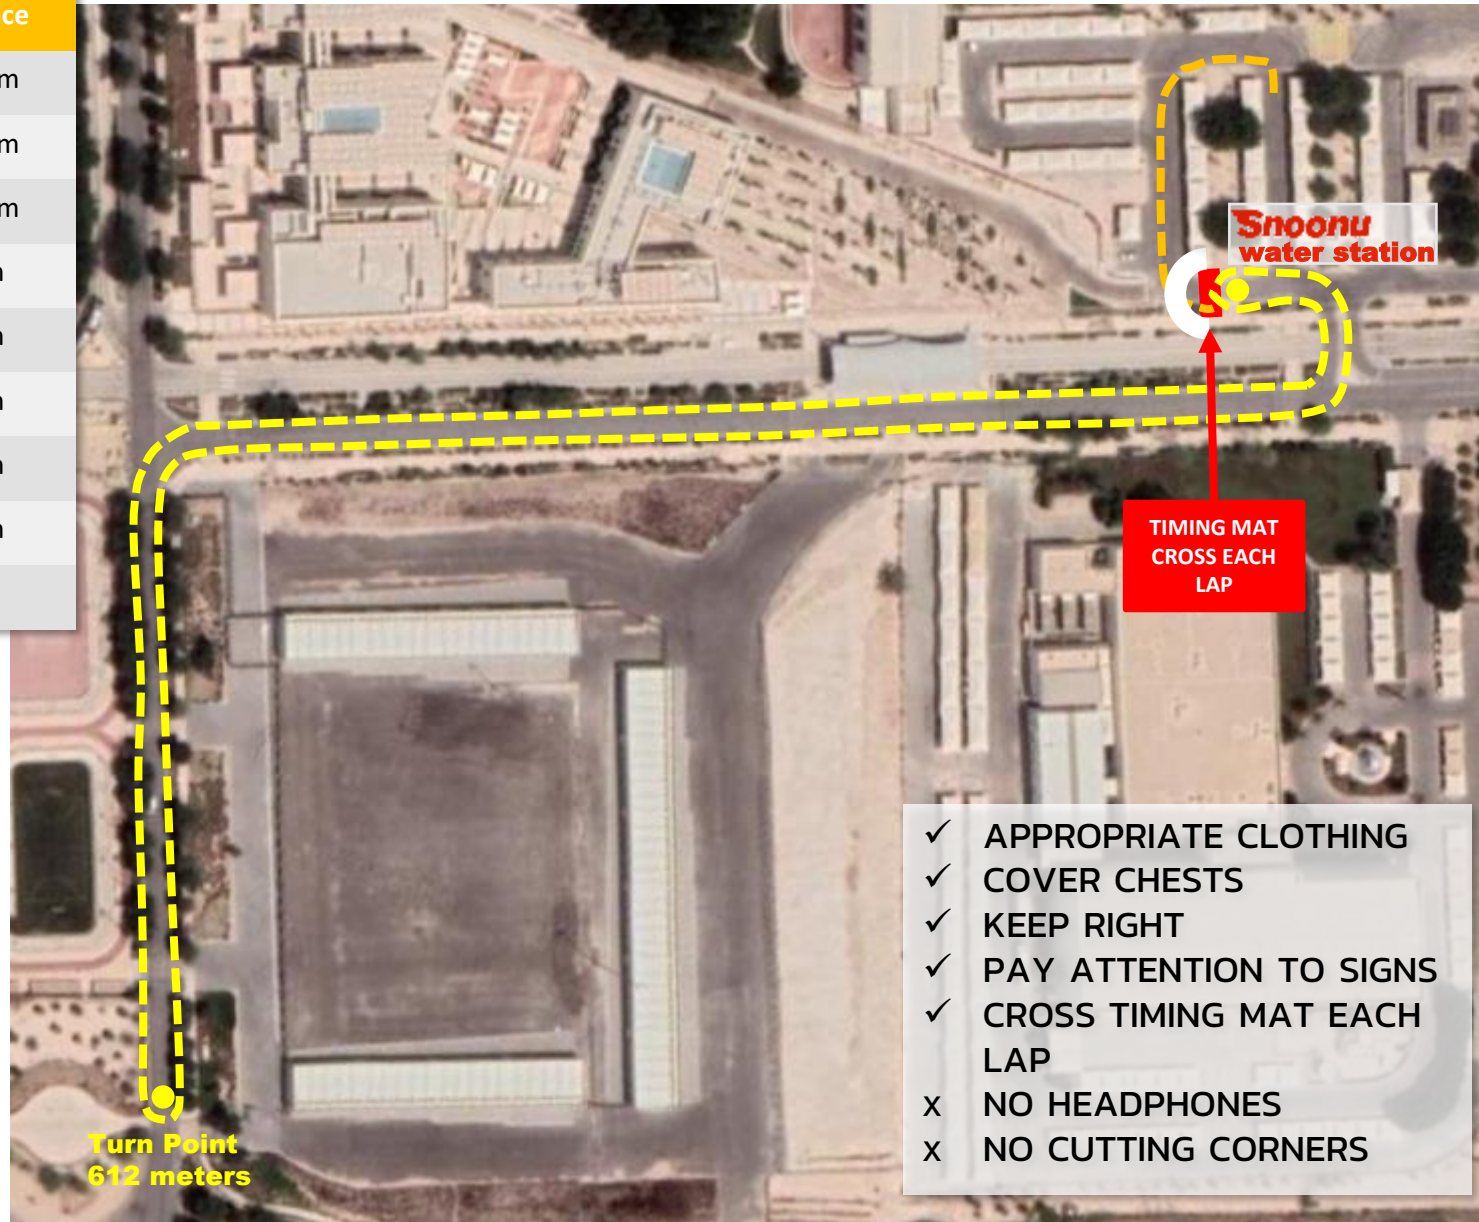 ce
m
m
m
Snoonu
water station
TIMING MAT
CROSS EACH
LAP
✓ APPROPRIATE CLOTHING
✓ COVER CHESTS
✓ KEEP RIGHT
✓ PAY ATTENTION TO SIGNS
✓ CROSS TIMING MAT EACH
LAP
x NO HEADPHONES
x NO CUTTING CORNERS
Turn Point
612 meters